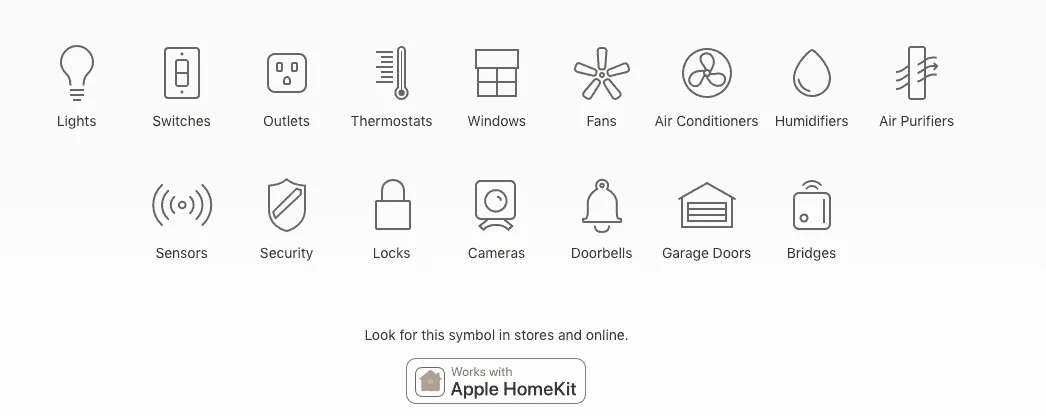 Lights Switches Outlets Thermostats Windows Fans Air Conditioners Humidifiers Air Purifiers
Sensors Security Locks Cameras Doorbells Garage Doors Bridges
Look for this symbol in stores and online.
Works with
Apple HomeKit